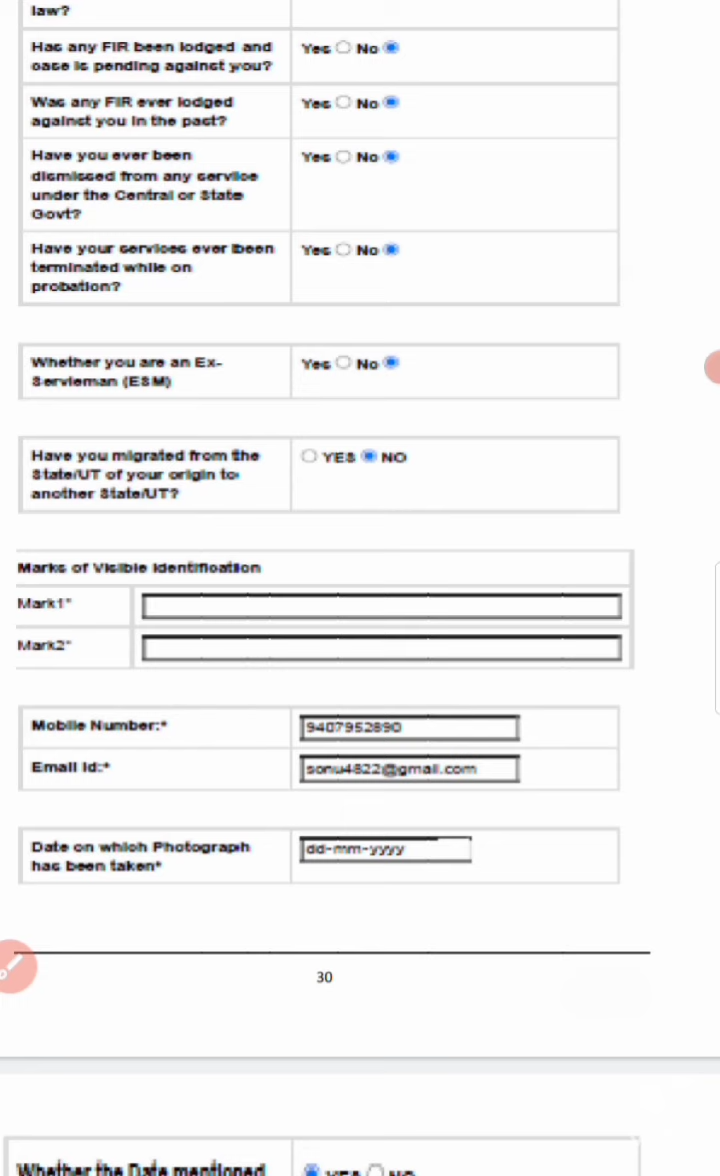 law?
Has any FIR been lodged and Yes No
case is pending against you?
Was any FIR ever lodged Yes No
against you in the past?
Have you ever been Yes No
dismissed from any service
under the Central or State
Govt?
Have your services ever been Yes No
terminated while on
probation?
Whether you are an Ex- Yes No
Servieman (ESM)
Have you migrated from the YES NO
State/UT of your origin to
another State/UT?
Marks of Visible Identification
Mark1*
Mark2*
Mobile Number:* 9407952890
Email Id:* sonu4822@gmail.com
Date on which Photograph dd-mm-yyyy
has been taken*
30
Whether the Date mentioned YES NO